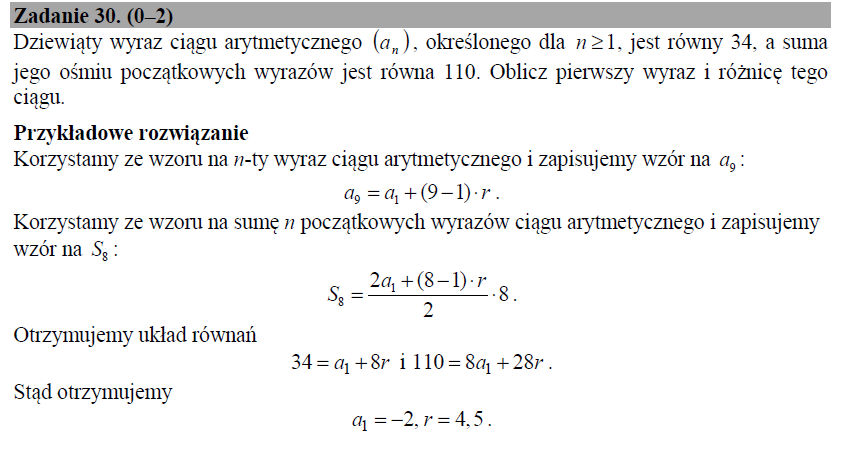 Zadanie 30. (0–2)
Dziewiąty wyraz ciągu arytmetycznego (aₙ), określonego dla n ≥ 1, jest równy 34, a suma
jego ośmiu początkowych wyrazów jest równa 110. Oblicz pierwszy wyraz i różnicę tego
ciągu.
Przykładowe rozwiązanie
Korzystamy ze wzoru na n-ty wyraz ciągu arytmetycznego i zapisujemy wzór na a₉ :
a₉ = a₁ + (9 − 1) · r .
Korzystamy ze wzoru na sumę n początkowych wyrazów ciągu arytmetycznego i zapisujemy
wzór na S₈ :
S₈ = \frac{2a₁ + (8 − 1) · r}{2} · 8 .
Otrzymujemy układ równań
34 = a₁ + 8r i 110 = 8a₁ + 28r .
Stąd otrzymujemy
a₁ = −2, r = 4,5 .